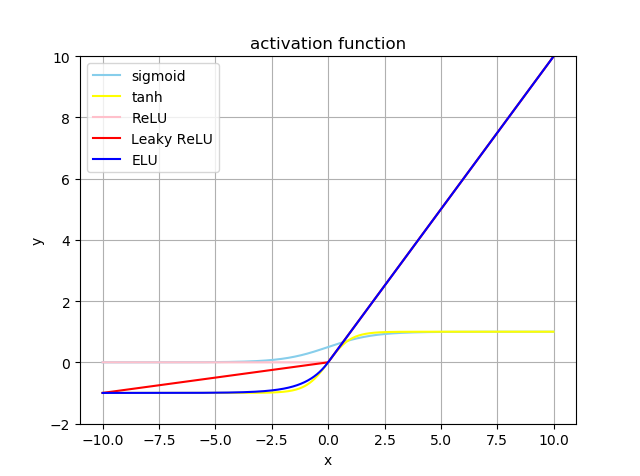 activation function
sigmoid
tanh
ReLU
Leaky ReLU
ELU
10
8
6
4
2
0
−2
y
−10.0 −7.5 −5.0 −2.5 0.0 2.5 5.0 7.5 10.0
x